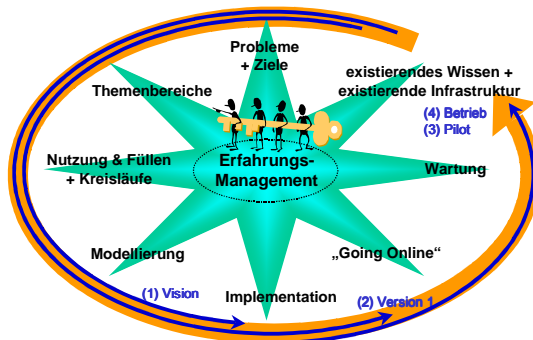 Probleme
+ Ziele
Themenbereiche
existierendes Wissen +
existierende Infrastruktur
(4) Betrieb
(3) Pilot
Nutzung & Füllen
+ Kreisläufe
Erfahrungs-
Management
Wartung
Modellierung
„Going Online“
(1) Vision
Implementation
(2) Version 1